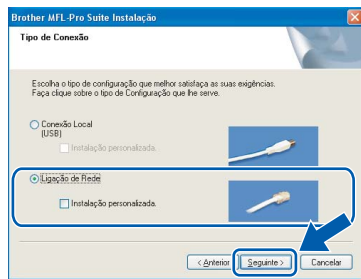 Brother MFL-Pro Suite Instalação
Tipo de Conexão
Escolha o tipo de configuração que melhor satisfaça as suas exigências.
Faça clique sobre o tipo de Configuração que lhe serve.
Conexão Local
(USB)
Instalação personalizada.
Ligação de Rede
Instalação personalizada.
< Anterior
Seguinte >
Cancelar